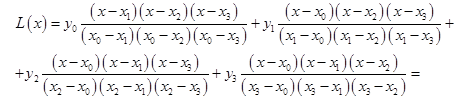 L(x) = y₀ (x−x₁)(x−x₂)(x−x₃) / (x₀−x₁)(x₀−x₂)(x₀−x₃) + y₁ (x−x₀)(x−x₂)(x−x₃) / (x₁−x₀)(x₁−x₂)(x₁−x₃) +
+ y₂ (x−x₀)(x−x₁)(x−x₃) / (x₂−x₀)(x₂−x₁)(x₂−x₃) + y₃ (x−x₀)(x−x₁)(x−x₂) / (x₃−x₀)(x₃−x₁)(x₃−x₂) =